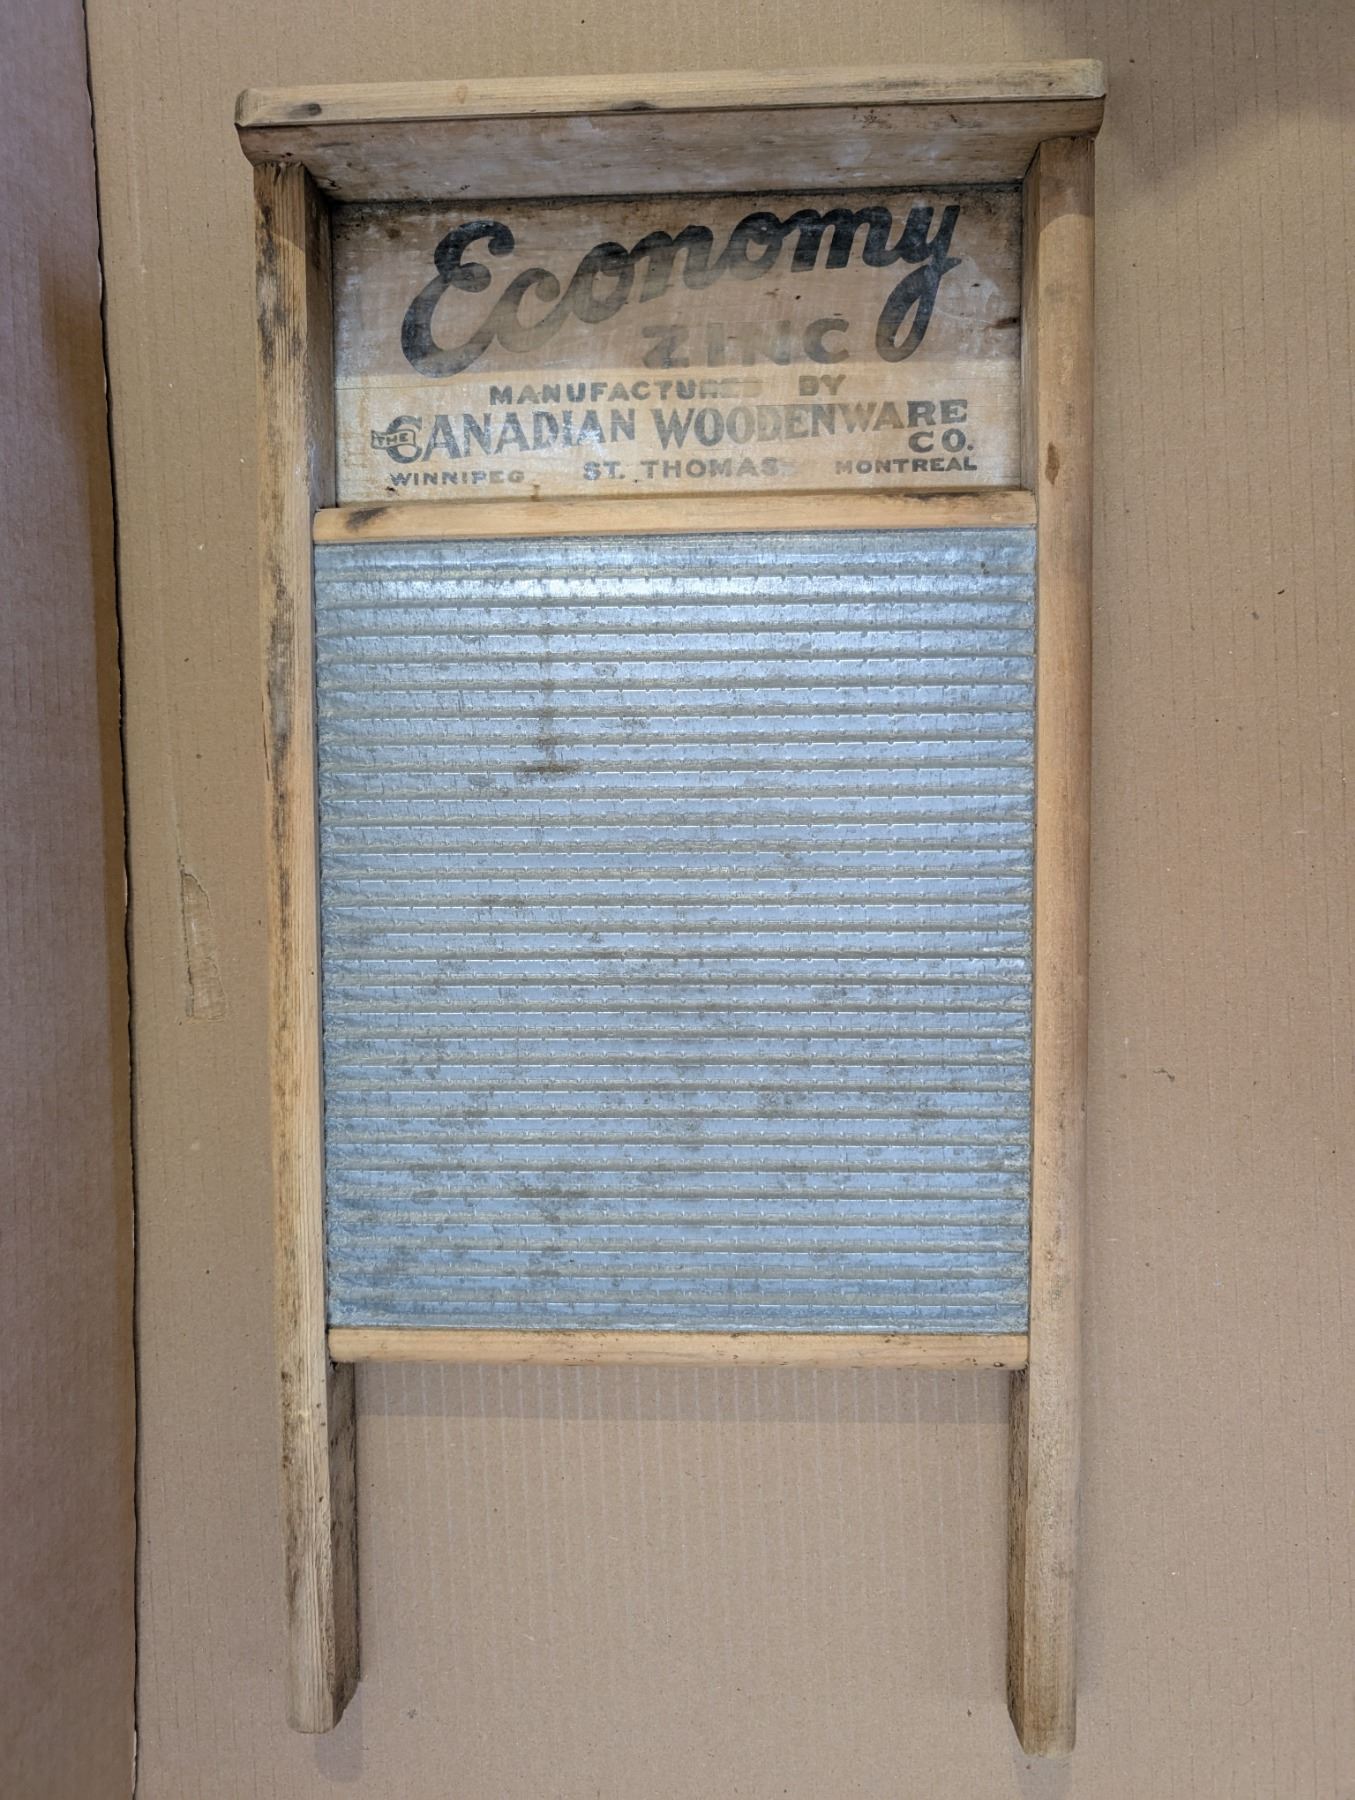 Economy
ZINC
MANUFACTURED BY
THE CANADIAN WOODENWARE
CO.
WINNIPEG ST. THOMAS MONTREAL